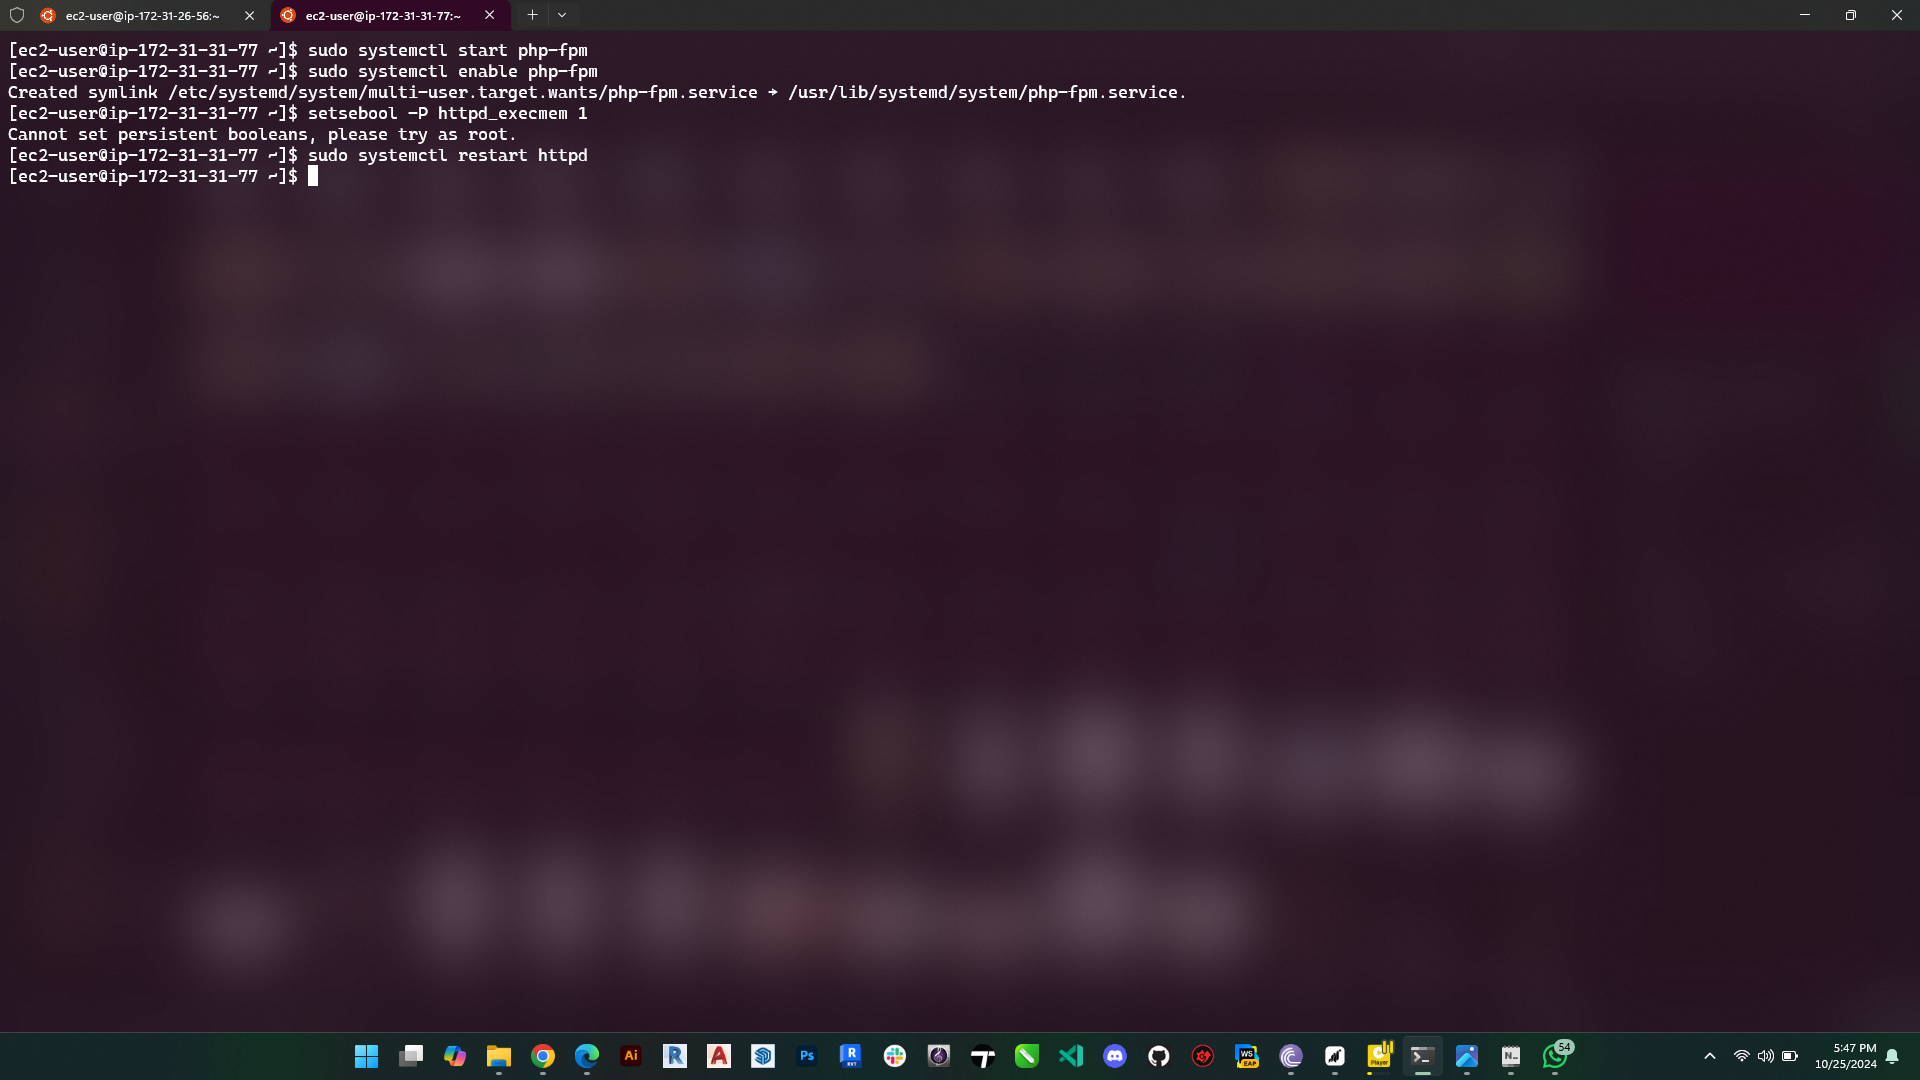 ec2-user@ip-172-31-26-56:~
ec2-user@ip-172-31-31-77:~
[ec2-user@ip-172-31-31-77 ~]$ sudo systemctl start php-fpm
[ec2-user@ip-172-31-31-77 ~]$ sudo systemctl enable php-fpm
Created symlink /etc/systemd/system/multi-user.target.wants/php-fpm.service → /usr/lib/systemd/system/php-fpm.service.
[ec2-user@ip-172-31-31-77 ~]$ setsebool -P httpd_execmem 1
Cannot set persistent booleans, please try as root.
[ec2-user@ip-172-31-31-77 ~]$ sudo systemctl restart httpd
[ec2-user@ip-172-31-31-77 ~]$
Ai
R
A
Ps
R
RVT
WS
EAP
Player
N
54
5:47 PM
10/25/2024